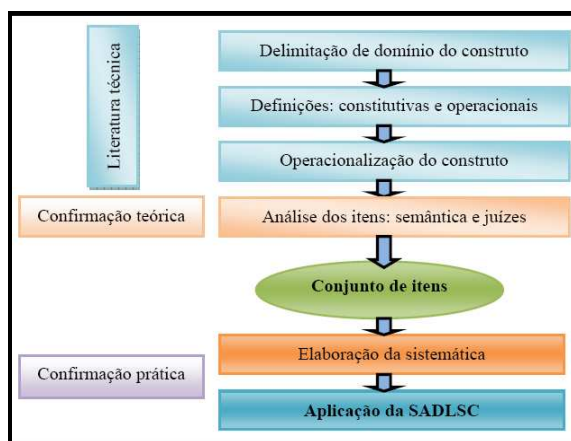 Literatura técnica
Delimitação de domínio do construto
Definições: constitutivas e operacionais
Operacionalização do construto
Confirmação teórica
Análise dos itens: semântica e juízes
Conjunto de itens
Elaboração da sistemática
Confirmação prática
Aplicação da SADLSC